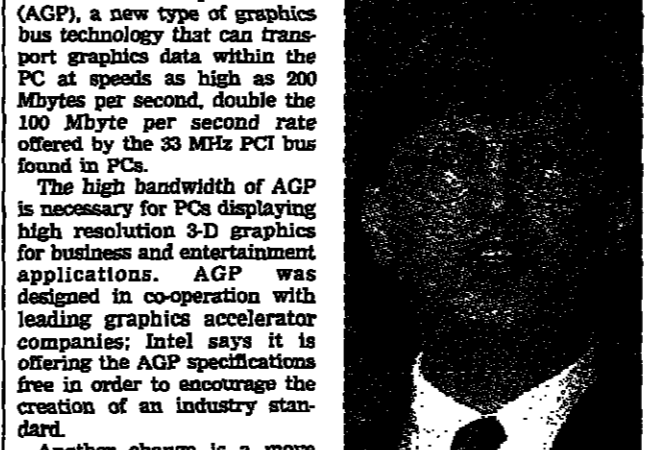 (AGP), a new type of graphics
bus technology that can trans-
port graphics data within the
PC at speeds as high as 200
Mbytes per second, double the
100 Mbyte per second rate
offered by the 33 MHz PCI bus
found in PCs.
The high bandwidth of AGP
is necessary for PCs displaying
high resolution 3-D graphics
for business and entertainment
applications. AGP was
designed in co-operation with
leading graphics accelerator
companies; Intel says it is
offering the AGP specifications
free in order to encourage the
creation of an industry stan-
dard.
Another change is a more